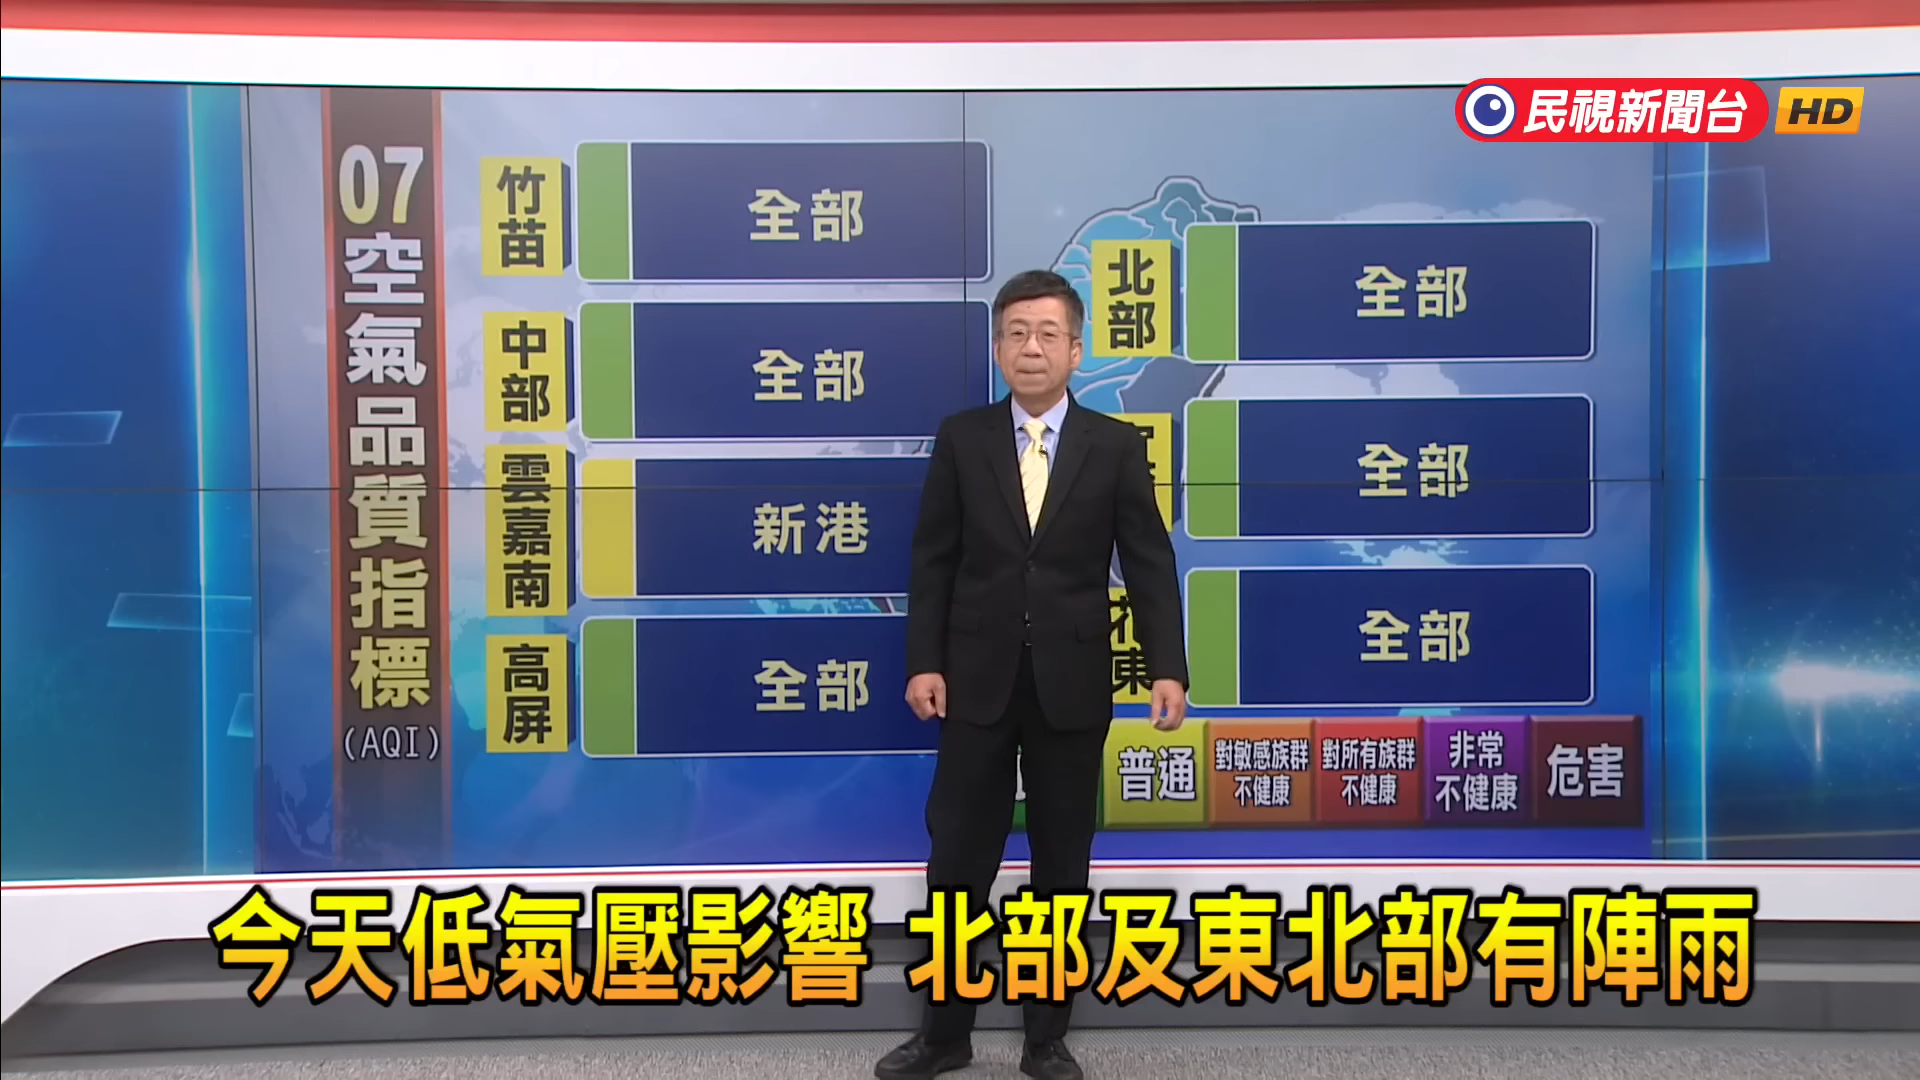 民視新聞台 HD
07空氣品質指標
(AQI)
竹苗 全部
中部 全部
雲嘉南 新港
高屏 全部
北部 全部
全部
東 全部
普通
對敏感族群
不健康
對所有族群
不健康
非常
不健康
危害
今天低氣壓影響 北部及東北部有陣雨